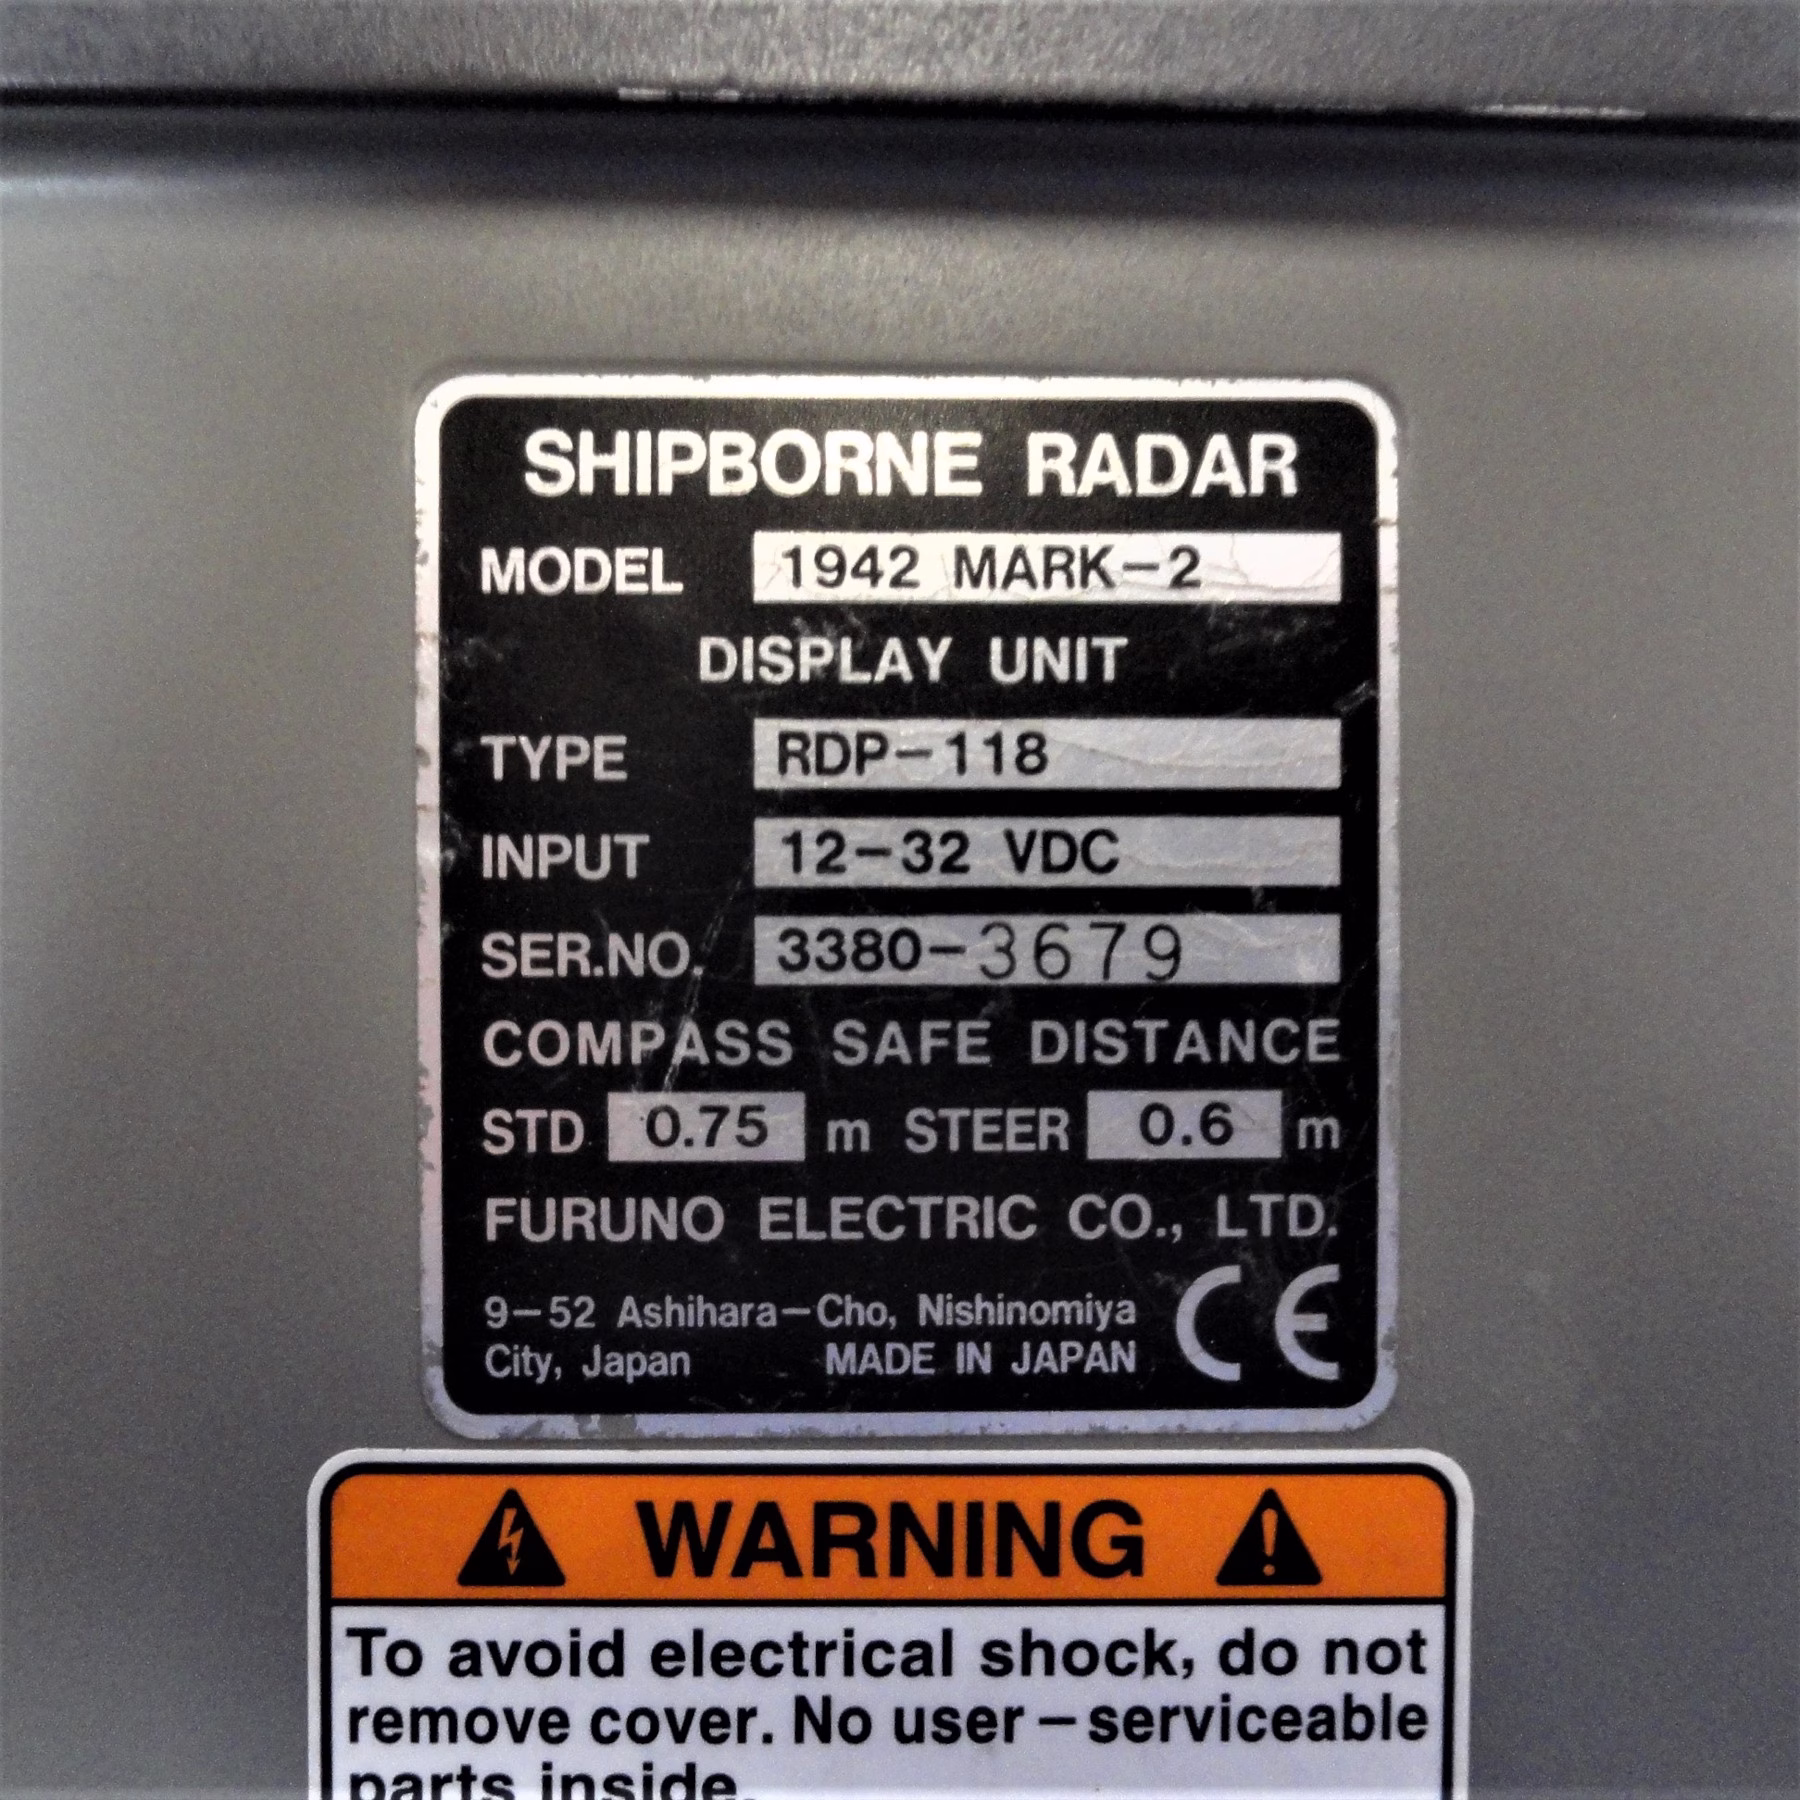 SHIPBORNE RADAR
MODEL 1942 MARK-2
DISPLAY UNIT
TYPE RDP-118
INPUT 12-32 VDC
SER.NO. 3380-3679
COMPASS SAFE DISTANCE
STD 0.75 m STEER 0.6 m
FURUNO ELECTRIC CO., LTD.
9-52 Ashihara-Cho, Nishinomiya
City, Japan MADE IN JAPAN CE
WARNING
To avoid electrical shock, do not
remove cover. No user-serviceable
parts inside.